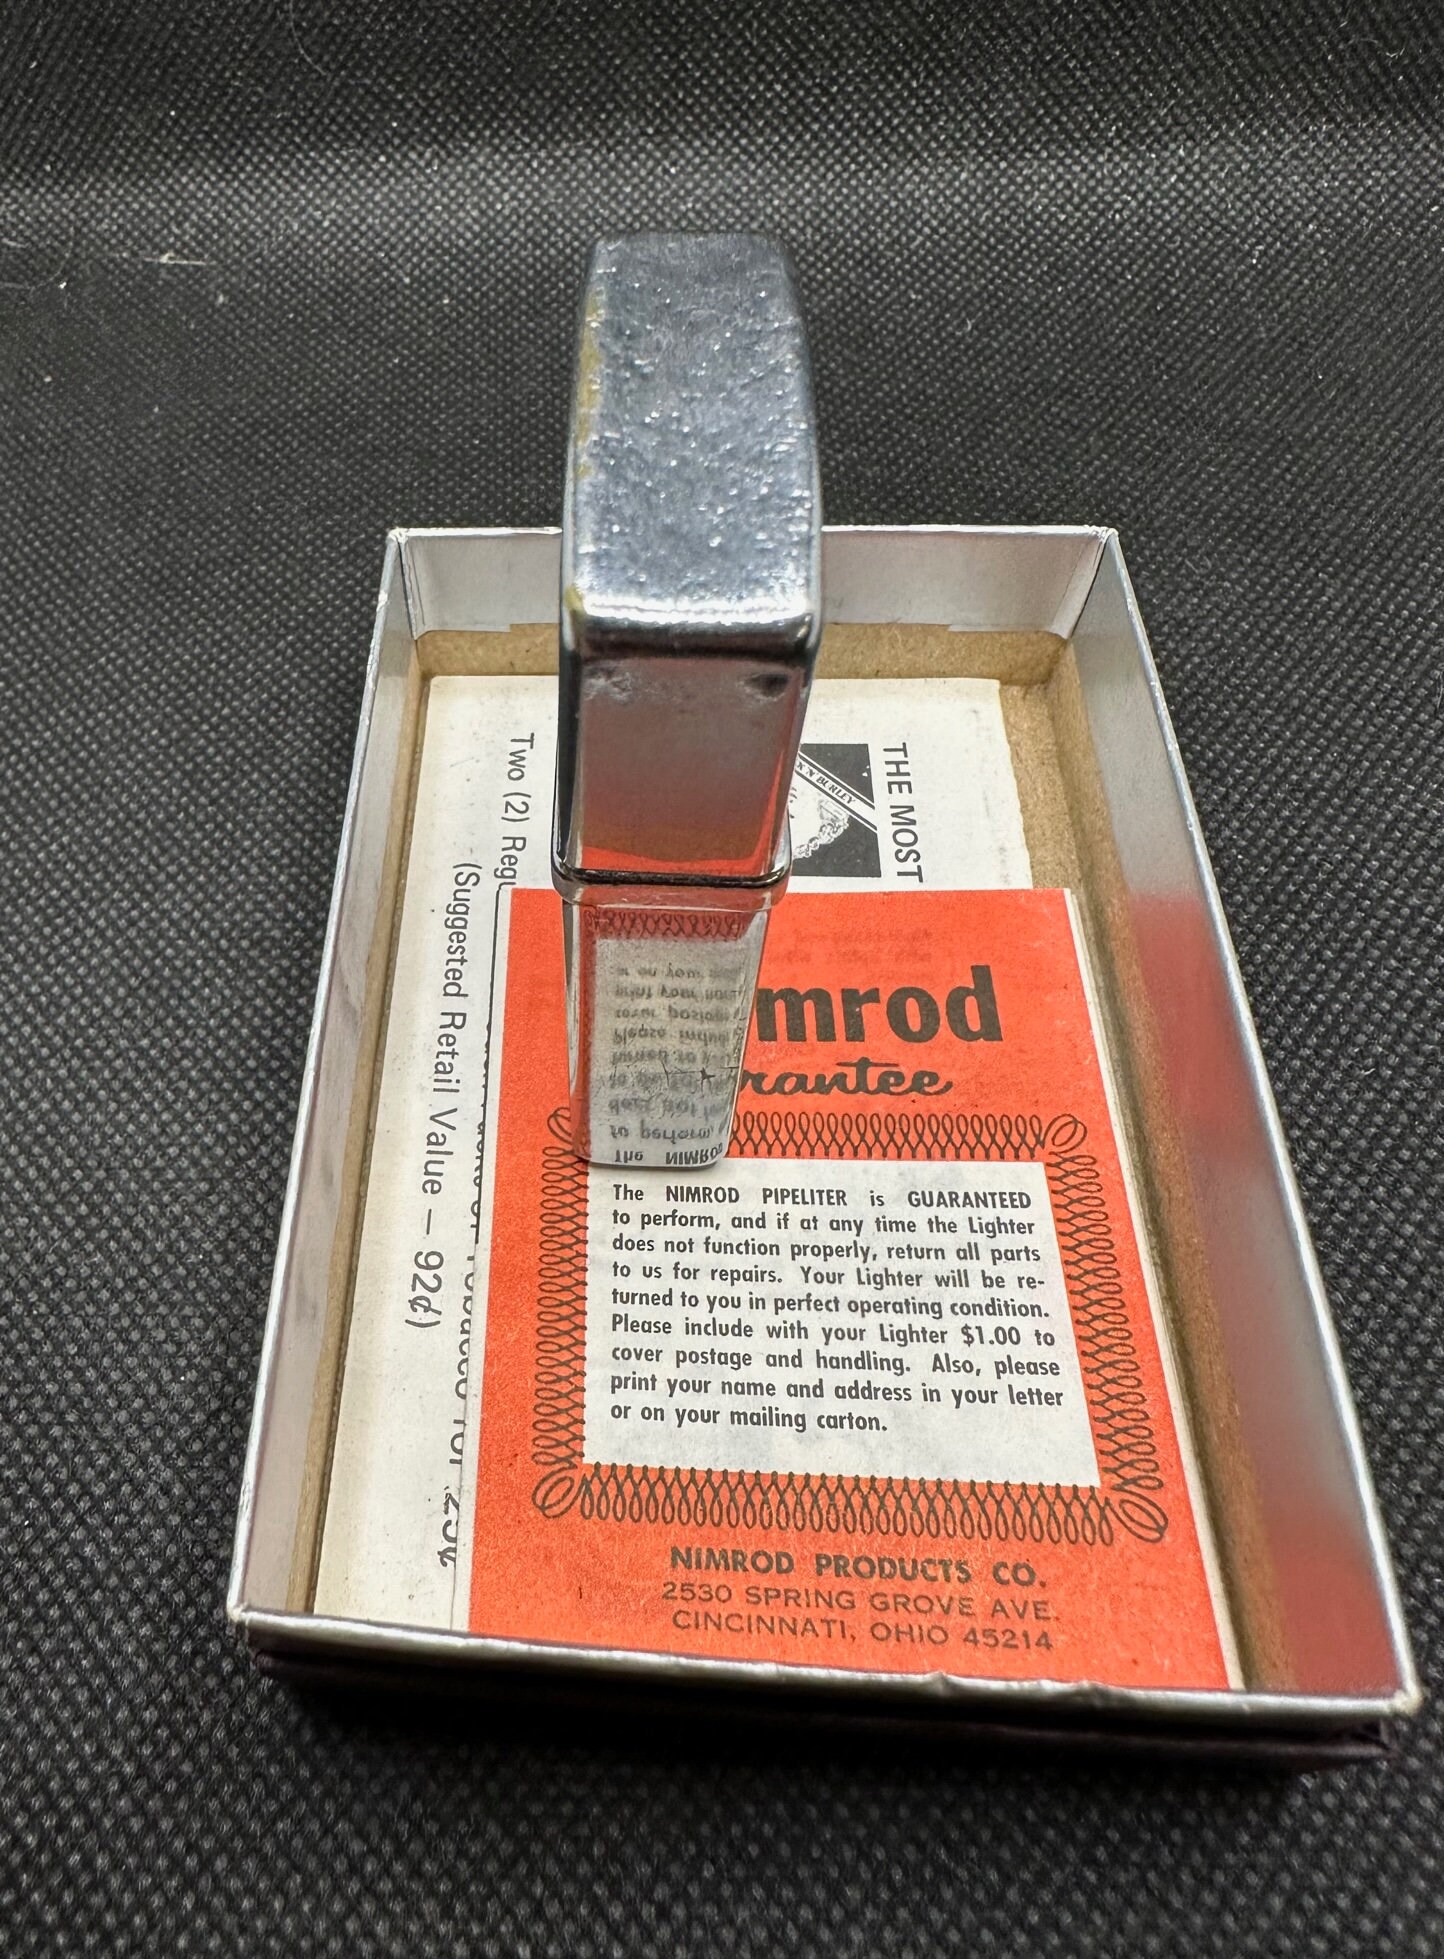 THE MOST
N BURLEY
Two (2) Regu
(Suggested Retail Value — 92¢)
25¢
mrod
rantee
The NIMROD PIPELITER is GUARANTEED
to perform, and if at any time the Lighter
does not function properly, return all parts
to us for repairs. Your Lighter will be re-
turned to you in perfect operating condition.
Please include with your Lighter $1.00 to
cover postage and handling. Also, please
print your name and address in your letter
or on your mailing carton.
NIMROD PRODUCTS CO.
2530 SPRING GROVE AVE.
CINCINNATI, OHIO 45214